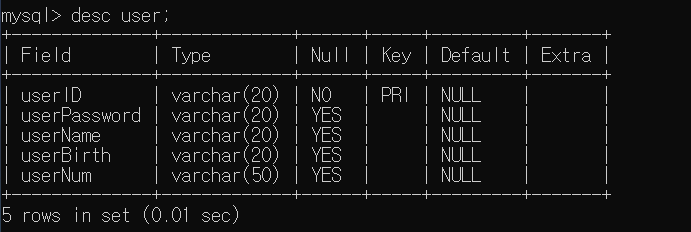 mysql> desc user;
+--------------+-------------+------+-----+---------+-------+
| Field        | Type        | Null | Key | Default | Extra |
+--------------+-------------+------+-----+---------+-------+
| userID       | varchar(20) | NO   | PRI | NULL    |       |
| userPassword | varchar(20) | YES  |     | NULL    |       |
| userName     | varchar(20) | YES  |     | NULL    |       |
| userBirth    | varchar(20) | YES  |     | NULL    |       |
| userNum      | varchar(50) | YES  |     | NULL    |       |
+--------------+-------------+------+-----+---------+-------+
5 rows in set (0.01 sec)